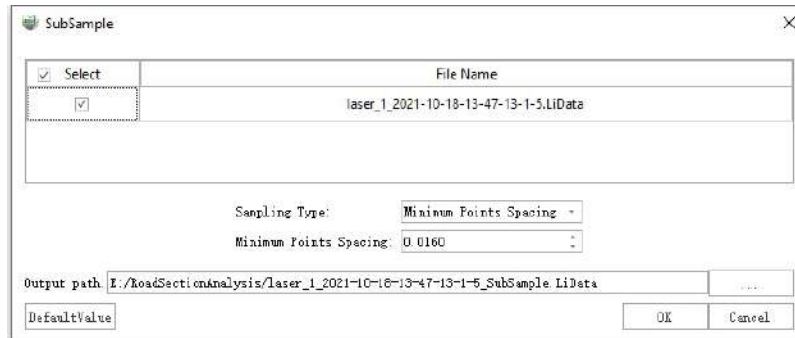 SubSample
Select File Name
laser_1_2021-10-18-13-47-13-1-5.LiData
Sampling Type: Minimum Points Spacing
Minimum Points Spacing: 0.0160
Output path: E:/RoadSectionAnalysis/laser_1_2021-10-18-13-47-13-1-5_SubSample.LiData ...
DefaultValue OK Cancel